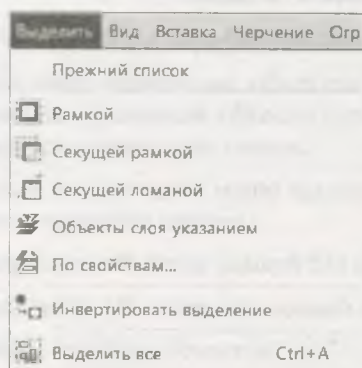 Выделить Вид Вставка Черчение Огр
Прежний список
Рамкой
Секущей рамкой
Секущей ломаной
Объекты слоя указанием
По свойствам...
Инвертировать выделение
Выделить все Ctrl+A